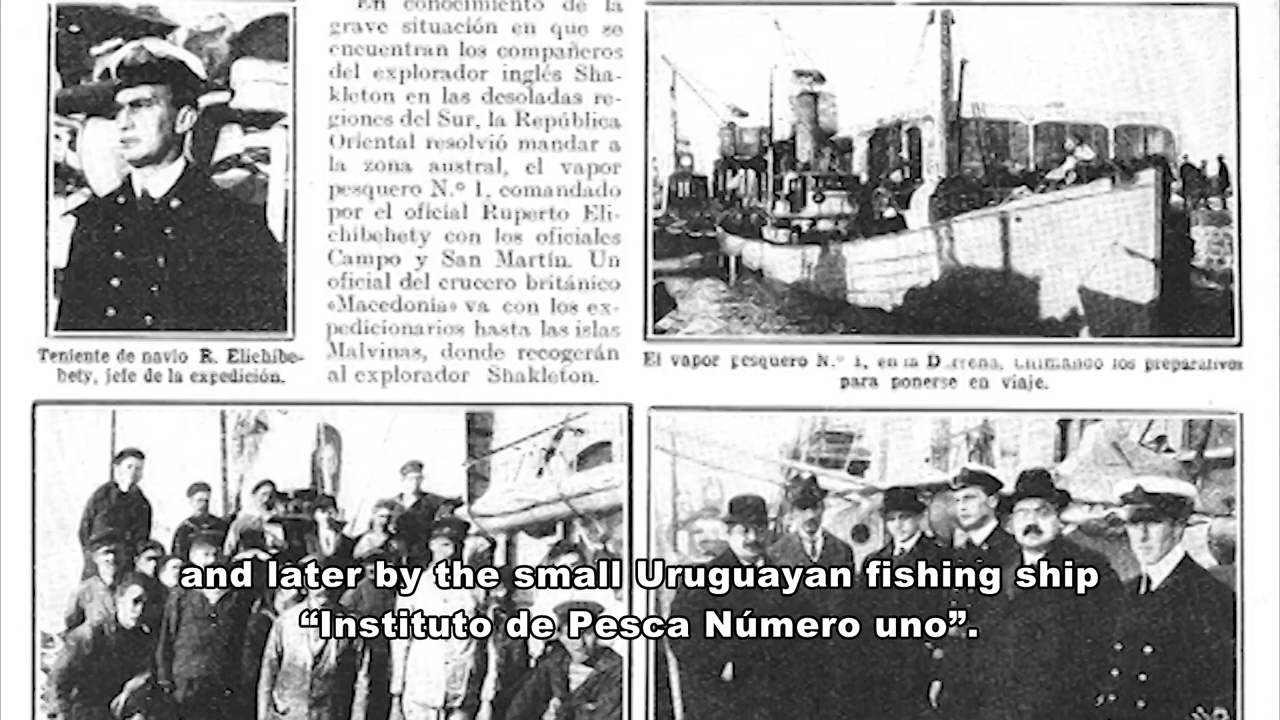 En conocimiento de la
grave situación en que se
encuentran los compañeros
del explorador inglés Sha-
kleton en las desoladas re-
giones del Sur, la República
Oriental resolvió mandar a
la zona austral, el vapor
pesquero N.º 1, comandado
por el oficial Ruperto Eli-
chibehety con los oficiales
Campo y San Martín. Un
oficial del crucero británico
«Macedonia» va con los ex-
pedicionarios hasta las islas
Malvinas, donde recogerán
al explorador Shakleton.
Teniente de navío R. Elichibe-
hety, jefe de la expedición.
El vapor pesquero N.º 1, en la los preparativos
para ponerse en viaje.
and later by the small Uruguayan fishing ship
“Instituto de Pesca Número uno”.